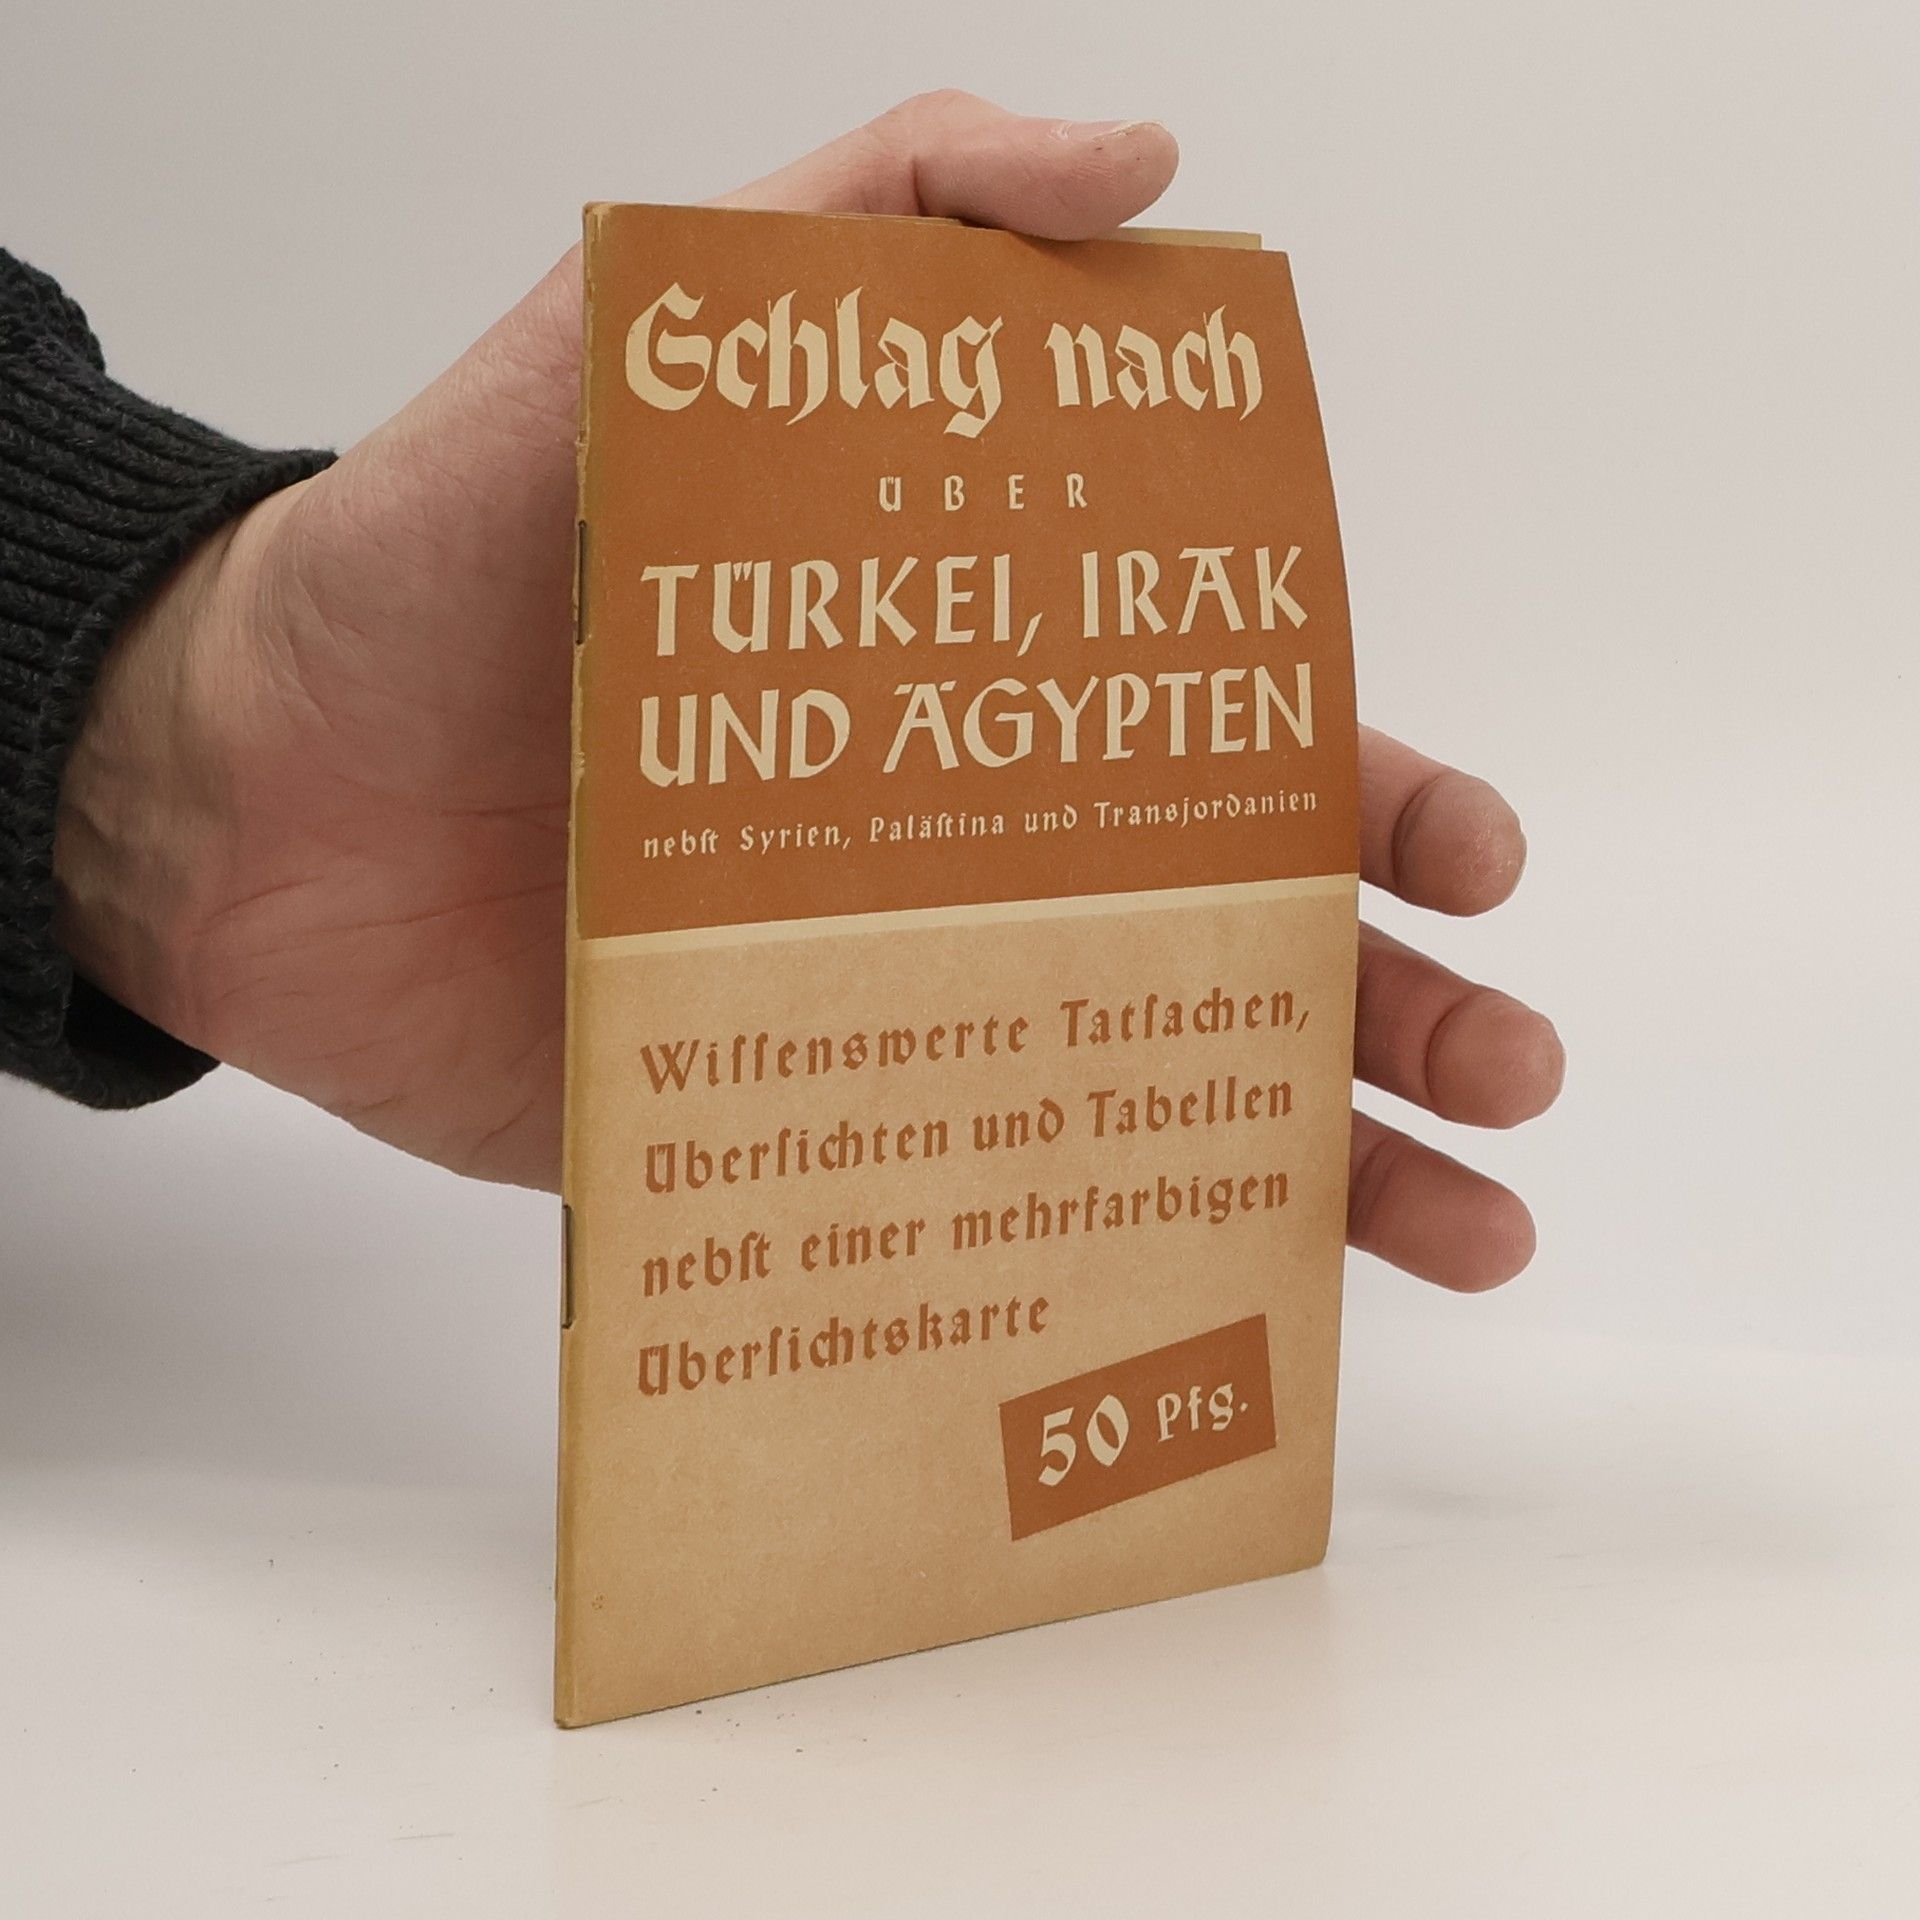 Schlag nach
ÜBER
TÜRKEI, IRAK
UND ÄGYPTEN
nebſt Syrien, Paläſtina und Transjordanien
Wiſſenswerte Tatſachen,
Überſichten und Tabellen
nebſt einer mehrfarbigen
Überſichtskarte
50 Pfg.